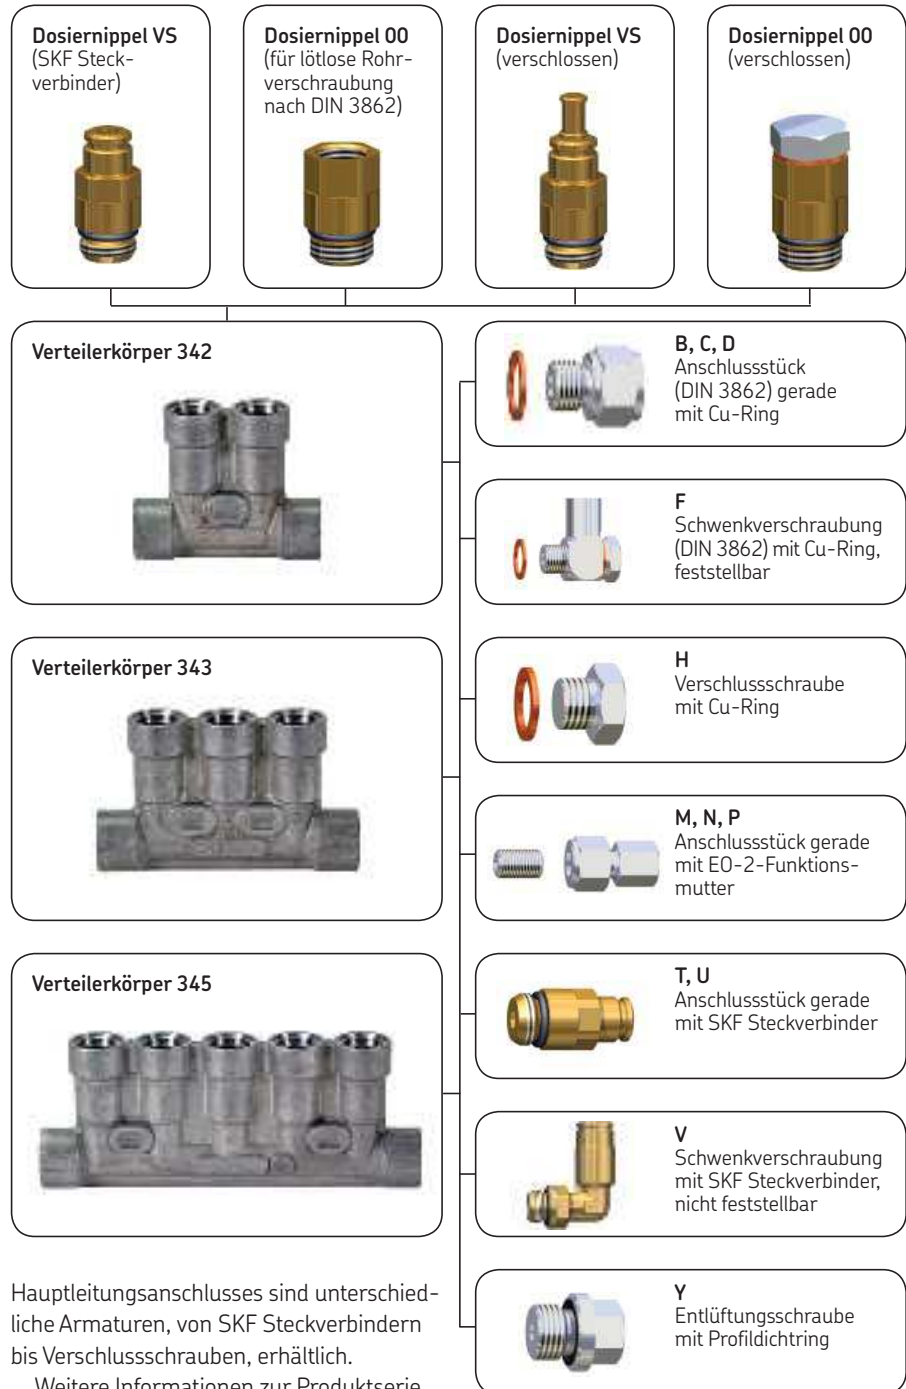 Dosiernippel VS
(SKF Steck-
verbinder)
Dosiernippel 00
(für lötlose Rohr-
verschraubung
nach DIN 3862)
Dosiernippel VS
(verschlossen)
Dosiernippel 00
(verschlossen)
Verteilerkörper 342
Verteilerkörper 343
Verteilerkörper 345
B, C, D
Anschlussstück
(DIN 3862) gerade
mit Cu-Ring
F
Schwenkverschraubung
(DIN 3862) mit Cu-Ring,
feststellbar
H
Verschlussschraube
mit Cu-Ring
M, N, P
Anschlussstück gerade
mit EO-2-Funktions-
mutter
T, U
Anschlussstück gerade
mit SKF Steckverbinder
V
Schwenkverschraubung
mit SKF Steckverbinder,
nicht feststellbar
Y
Entlüftungsschraube
mit Profildichtring
Hauptleitungsanschlusses sind unterschied-
liche Armaturen, von SKF Steckverbindern
bis Verschlussschrauben, erhältlich.
Weitere Informationen zur Produktserie